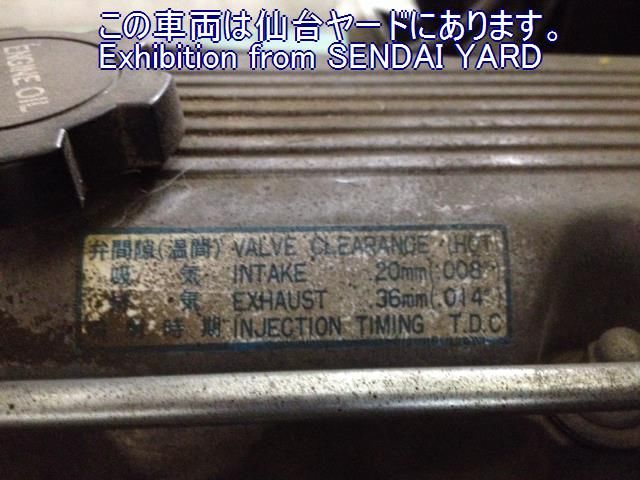 この車両は仙台ヤードにあります。
Exhibition from SENDAI YARD
ENGINE OIL
弁間隙(温間) VALVE CLEARANCE (HOT)
吸 気 INTAKE .20mm(.008")
気 EXHAUST .36mm(.014")
射時期 INJECTION TIMING T.D.C